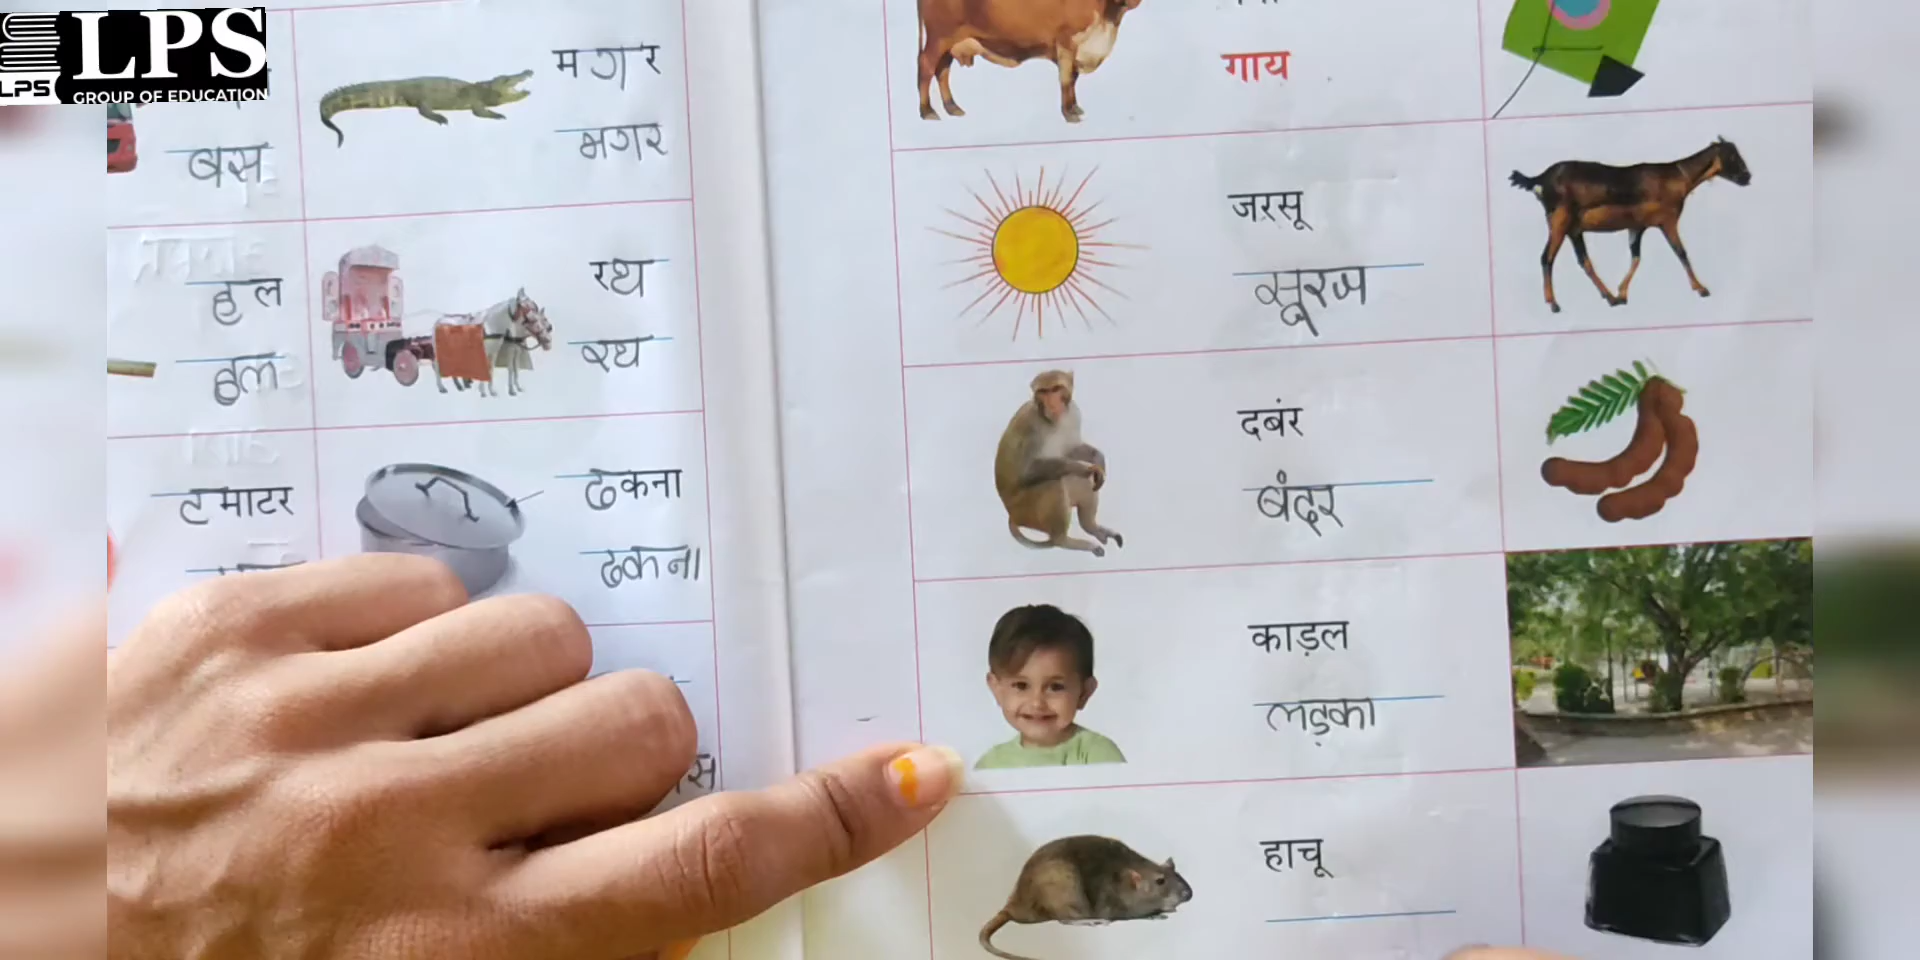 LPS
LPS
GROUP OF EDUCATION
मगर
मगर
बस
हल
हल
रथ
रथ
टमाटर
ढकना
ढकना
स
गाय
जरसू
सूरज
दबंर
बंदर
काड़ल
लड़का
हाचू